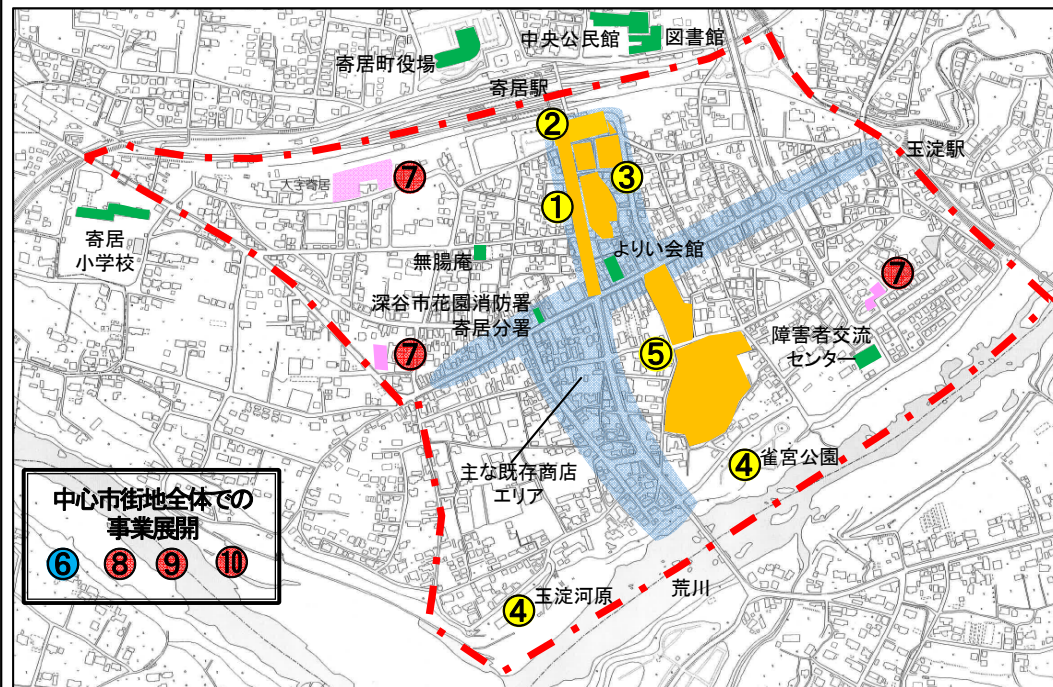 中央公民館
図書館
寄居町役場
寄居駅
②
玉淀駅
大字寄居
⑦
③
①
寄居
小学校
無腸庵
よりい会館
⑦
深谷市花園消防署
寄居分署
障害者交流
センター
⑦
⑤
主な既存商店
エリア
④
雀宮公園
中心市街地全体での
事業展開
⑥
⑧
⑨
⑩
④
玉淀河原
荒川